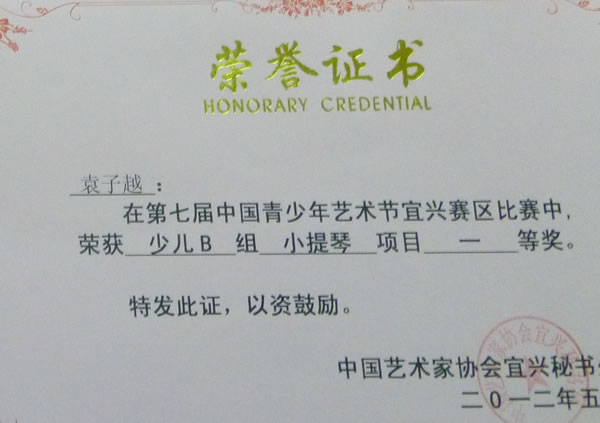 荣誉证书
HONORARY CREDENTIAL
袁子越：
在第七届中国青少年艺术节宜兴赛区比赛中，
荣获 少儿B 组 小提琴 项目 一 等奖。
特发此证，以资鼓励。
中国艺术家协会宜兴秘书
二0一二年五